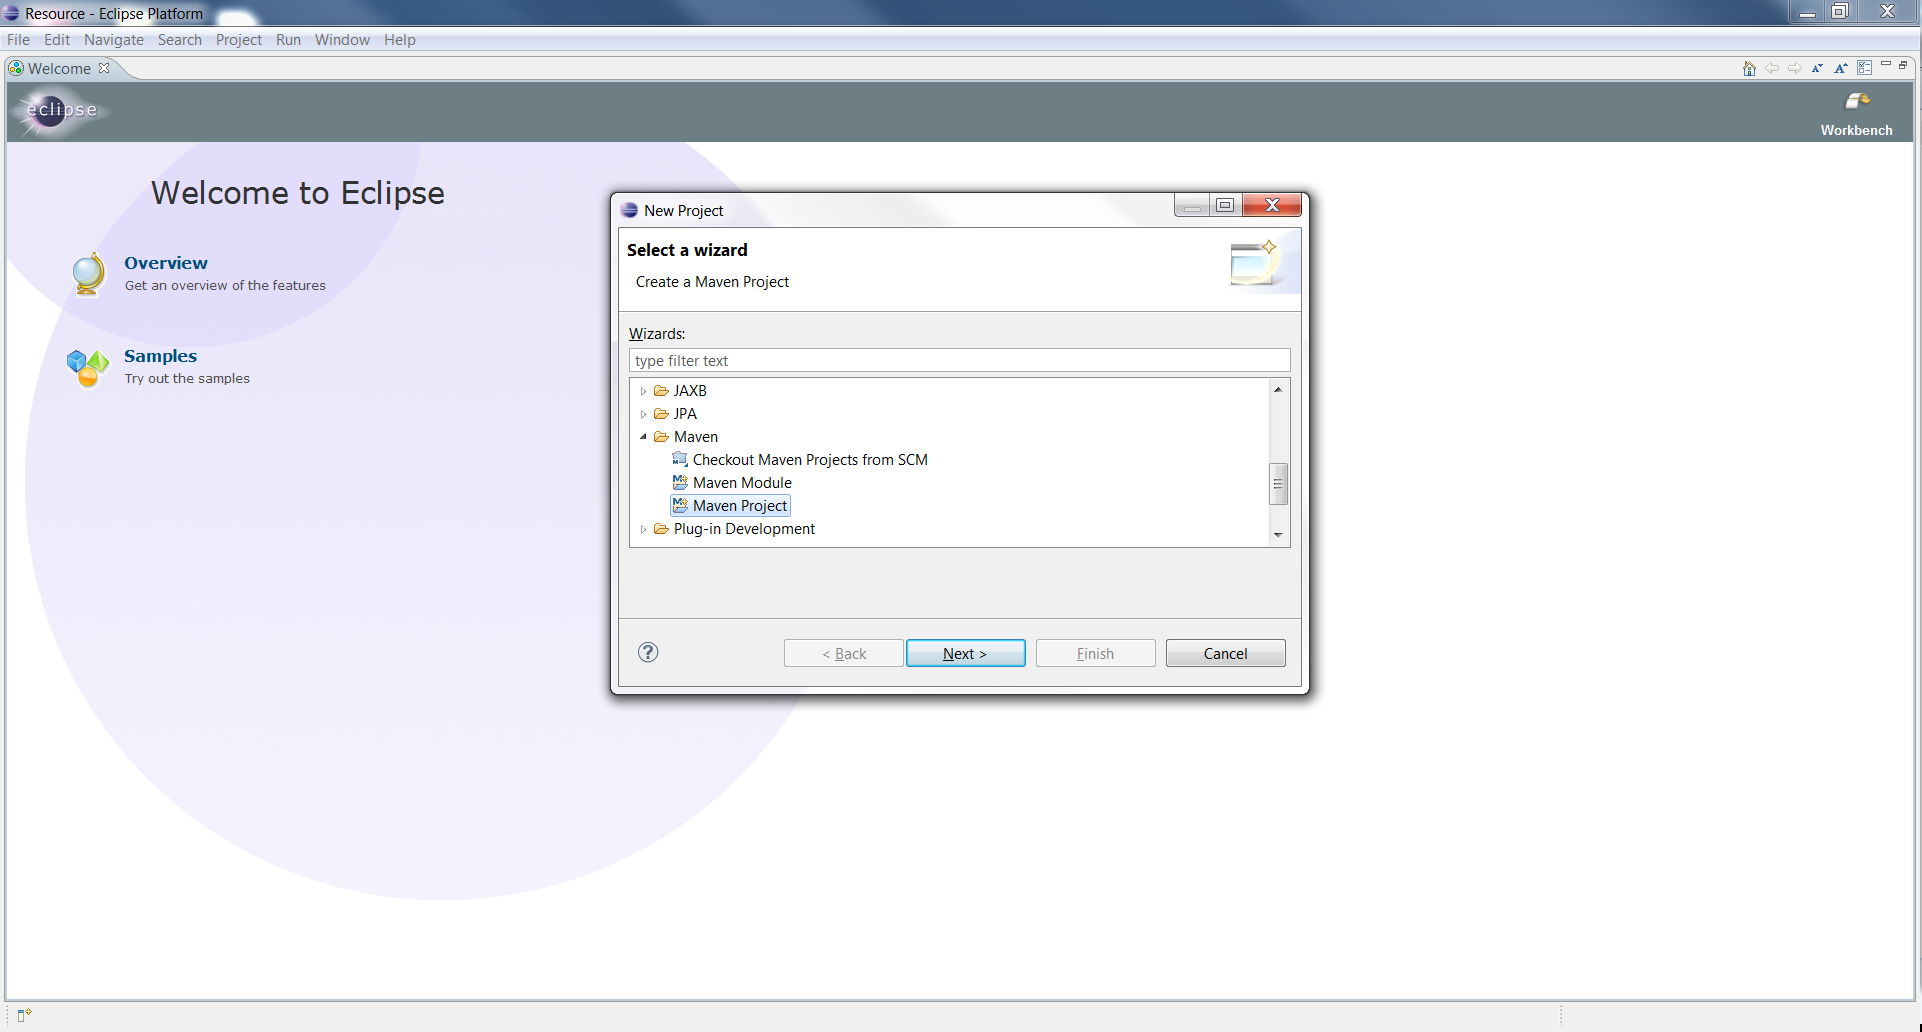 Resource - Eclipse Platform
File Edit Navigate Search Project Run Window Help
Welcome
eclipse
Workbench
Welcome to Eclipse
Overview
Get an overview of the features
Samples
Try out the samples
New Project
Select a wizard
Create a Maven Project
Wizards:
type filter text
JAXB
JPA
Maven
Checkout Maven Projects from SCM
Maven Module
Maven Project
Plug-in Development
< Back Next > Finish Cancel